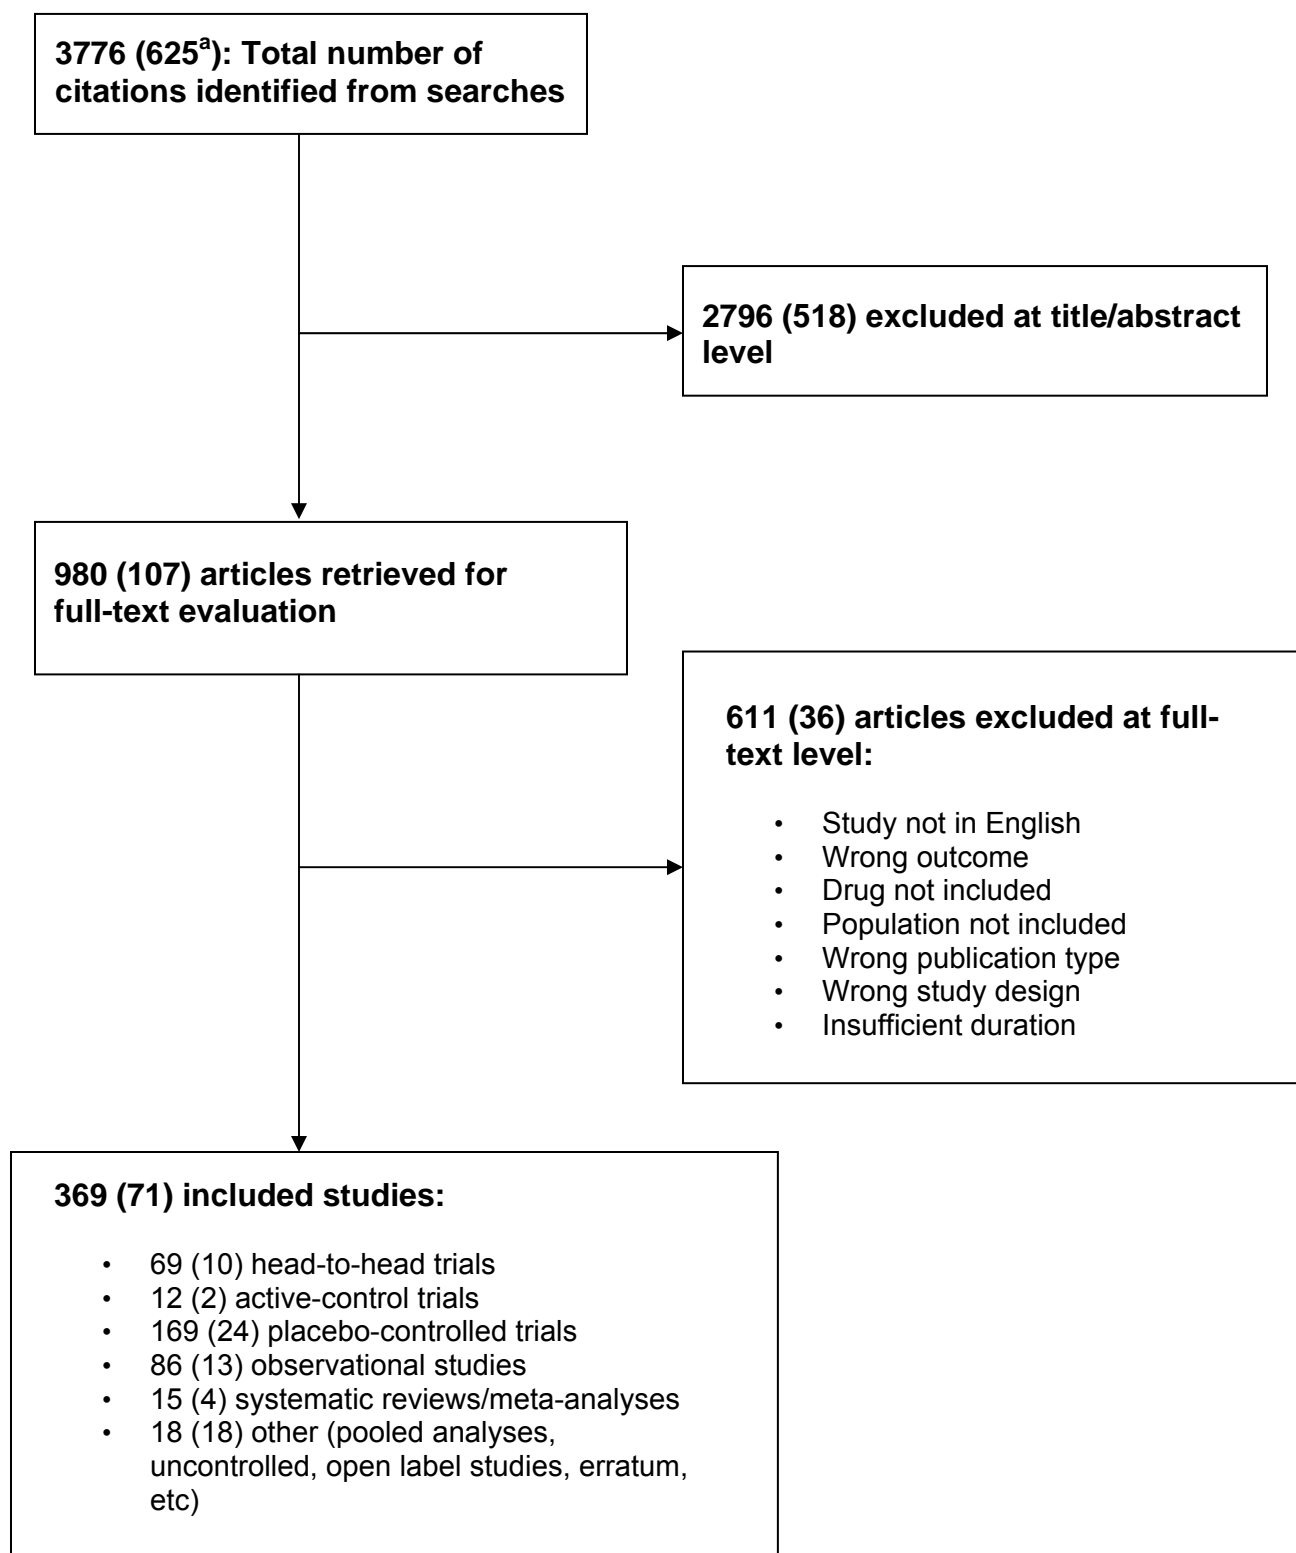 3776 (625ᵃ): Total number of
citations identified from searches
2796 (518) excluded at title/abstract
level
980 (107) articles retrieved for
full-text evaluation
611 (36) articles excluded at full-
text level:
• Study not in English
• Wrong outcome
• Drug not included
• Population not included
• Wrong publication type
• Wrong study design
• Insufficient duration
369 (71) included studies:
• 69 (10) head-to-head trials
• 12 (2) active-control trials
• 169 (24) placebo-controlled trials
• 86 (13) observational studies
• 15 (4) systematic reviews/meta-analyses
• 18 (18) other (pooled analyses,
uncontrolled, open label studies, erratum,
etc)